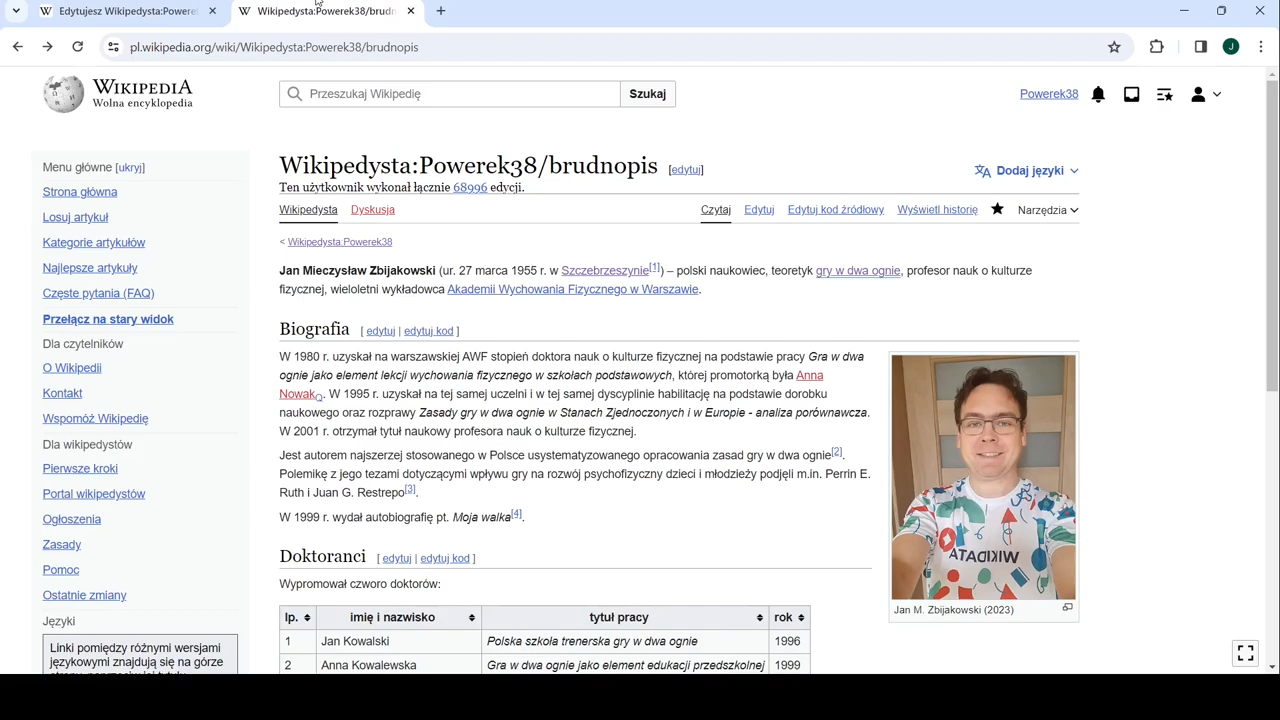 Edytujesz Wikipedysta:Powerek
Wikipedysta:Powerek38/brudn
pl.wikipedia.org/wiki/Wikipedysta:Powerek38/brudnopis
J
WIKIPEDIA
Wolna encyklopedia
Przeszukaj Wikipedię
Szukaj
Powerek38
Menu główne [ukryj]
Strona główna
Losuj artykuł
Kategorie artykułów
Najlepsze artykuły
Częste pytania (FAQ)
Przełącz na stary widok
Dla czytelników
O Wikipedii
Kontakt
Wspomóż Wikipedię
Dla wikipedystów
Pierwsze kroki
Portal wikipedystów
Ogłoszenia
Zasady
Pomoc
Ostatnie zmiany
Języki
Linki pomiędzy różnymi wersjami
językowymi znajdują się na górze
Wikipedysta:Powerek38/brudnopis [edytuj]
Dodaj języki
Ten użytkownik wykonał łącznie 68996 edycji.
Wikipedysta Dyskusja Czytaj Edytuj Edytuj kod źródłowy Wyświetl historię Narzędzia
< Wikipedysta:Powerek38
Jan Mieczysław Zbijakowski (ur. 27 marca 1955 r. w Szczebrzeszynie[1]) – polski naukowiec, teoretyk gry w dwa ognie, profesor nauk o kulturze
fizycznej, wieloletni wykładowca Akademii Wychowania Fizycznego w Warszawie.
Biografia [ edytuj | edytuj kod ]
W 1980 r. uzyskał na warszawskiej AWF stopień doktora nauk o kulturze fizycznej na podstawie pracy Gra w dwa
ognie jako element lekcji wychowania fizycznego w szkołach podstawowych, której promotorką była Anna
Nowak. W 1995 r. uzyskał na tej samej uczelni i w tej samej dyscyplinie habilitację na podstawie dorobku
naukowego oraz rozprawy Zasady gry w dwa ognie w Stanach Zjednoczonych i w Europie - analiza porównawcza.
W 2001 r. otrzymał tytuł naukowy profesora nauk o kulturze fizycznej.
Jest autorem najszerzej stosowanego w Polsce usystematyzowanego opracowania zasad gry w dwa ognie[2].
Polemikę z jego tezami dotyczącymi wpływu gry na rozwój psychofizyczny dzieci i młodzieży podjęli m.in. Perrin E.
Ruth i Juan G. Restrepo[3].
W 1999 r. wydał autobiografię pt. Moja walka[4].
WIKIDATA
Jan M. Zbijakowski (2023)
Doktoranci [ edytuj | edytuj kod ]
Wypromował czworo doktorów:
lp. imię i nazwisko tytuł pracy rok
1 Jan Kowalski Polska szkoła trenerska gry w dwa ognie 1996
2 Anna Kowalewska Gra w dwa ognie jako element edukacji przedszkolnej 1999